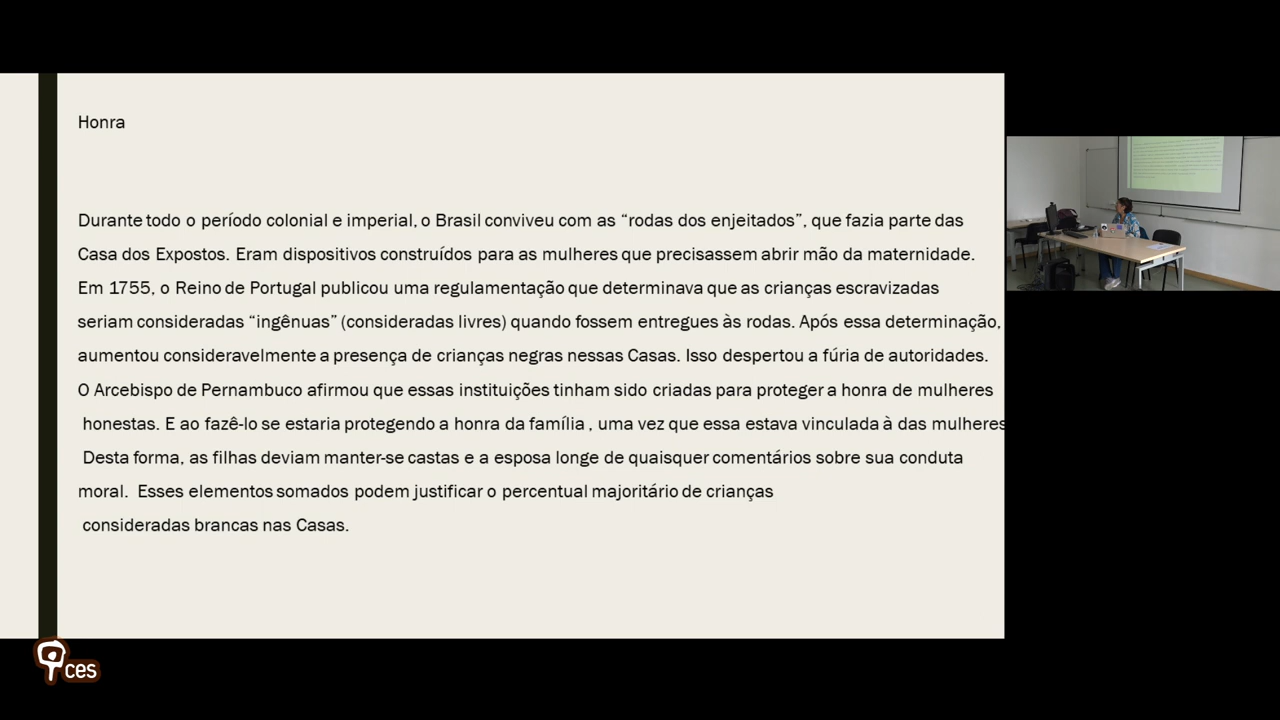 Honra
Durante todo o período colonial e imperial, o Brasil conviveu com as “rodas dos enjeitados”, que fazia parte das
Casa dos Expostos. Eram dispositivos construídos para as mulheres que precisassem abrir mão da maternidade.
Em 1755, o Reino de Portugal publicou uma regulamentação que determinava que as crianças escravizadas
seriam consideradas “ingênuas” (consideradas livres) quando fossem entregues às rodas. Após essa determinação,
aumentou consideravelmente a presença de crianças negras nessas Casas. Isso despertou a fúria de autoridades.
O Arcebispo de Pernambuco afirmou que essas instituições tinham sido criadas para proteger a honra de mulheres
honestas. E ao fazê-lo se estaria protegendo a honra da família , uma vez que essa estava vinculada à das mulheres
Desta forma, as filhas deviam manter-se castas e a esposa longe de quaisquer comentários sobre sua conduta
moral. Esses elementos somados podem justificar o percentual majoritário de crianças
consideradas brancas nas Casas.
ces